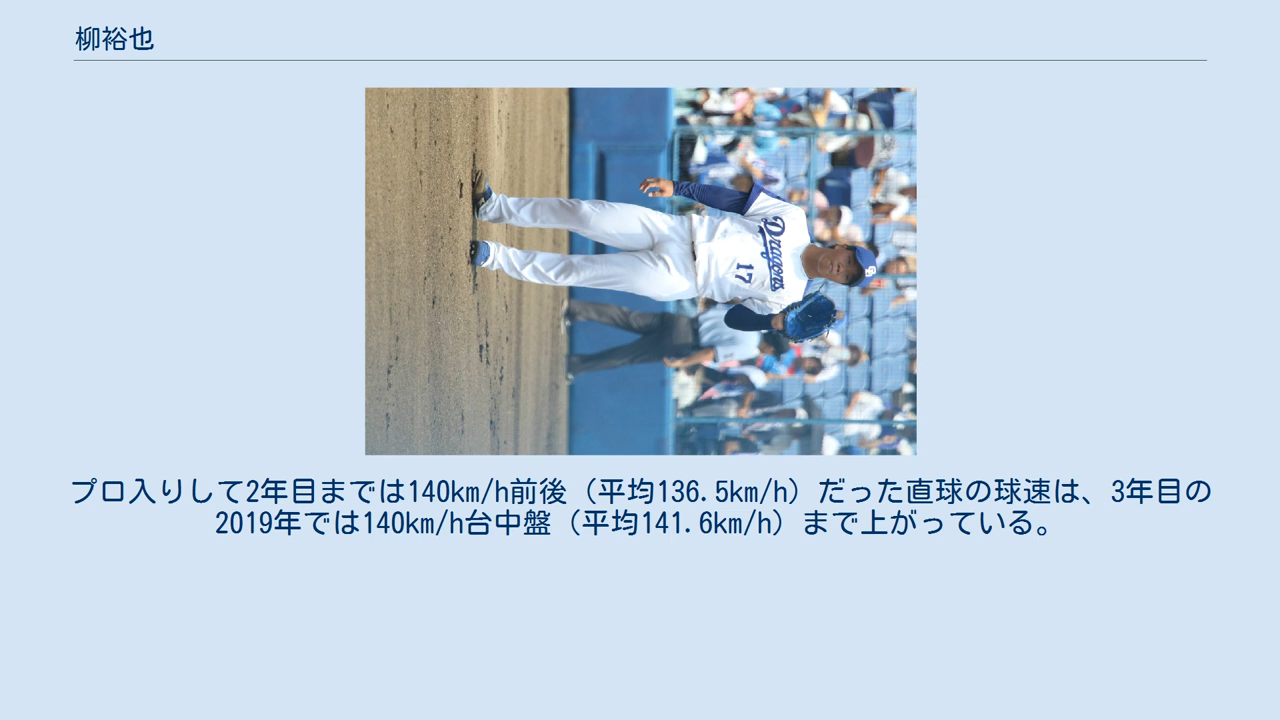 柳裕也
Dragons
17
プロ入りして2年目までは140km/h前後（平均136.5km/h）だった直球の球速は、3年目の
2019年では140km/h台中盤（平均141.6km/h）まで上がっている。